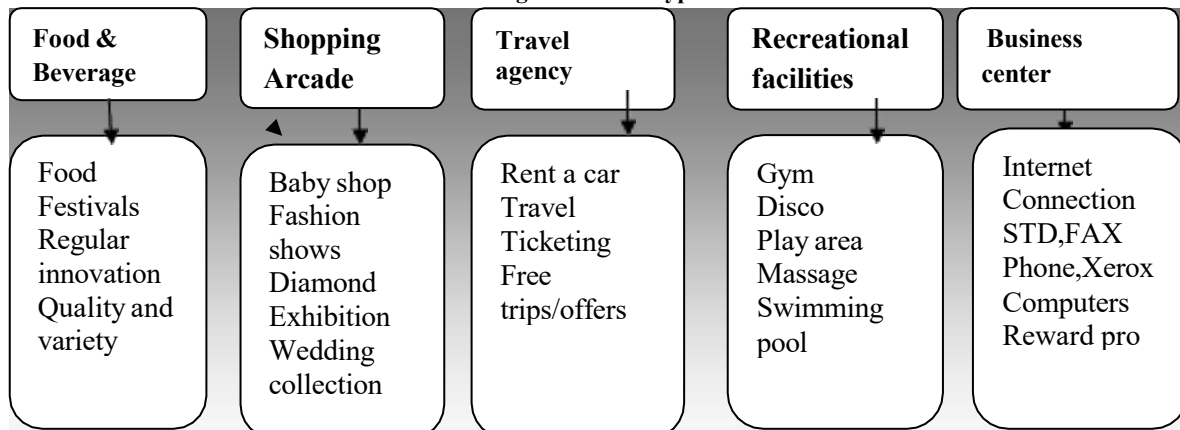 Food &
Beverage
Shopping
Arcade
Travel
agency
Recreational
facilities
Business
center
Food
Festivals
Regular
innovation
Quality and
variety
Baby shop
Fashion
shows
Diamond
Exhibition
Wedding
collection
Rent a car
Travel
Ticketing
Free
trips/offers
Gym
Disco
Play area
Massage
Swimming
pool
Internet
Connection
STD,FAX
Phone,Xerox
Computers
Reward pro